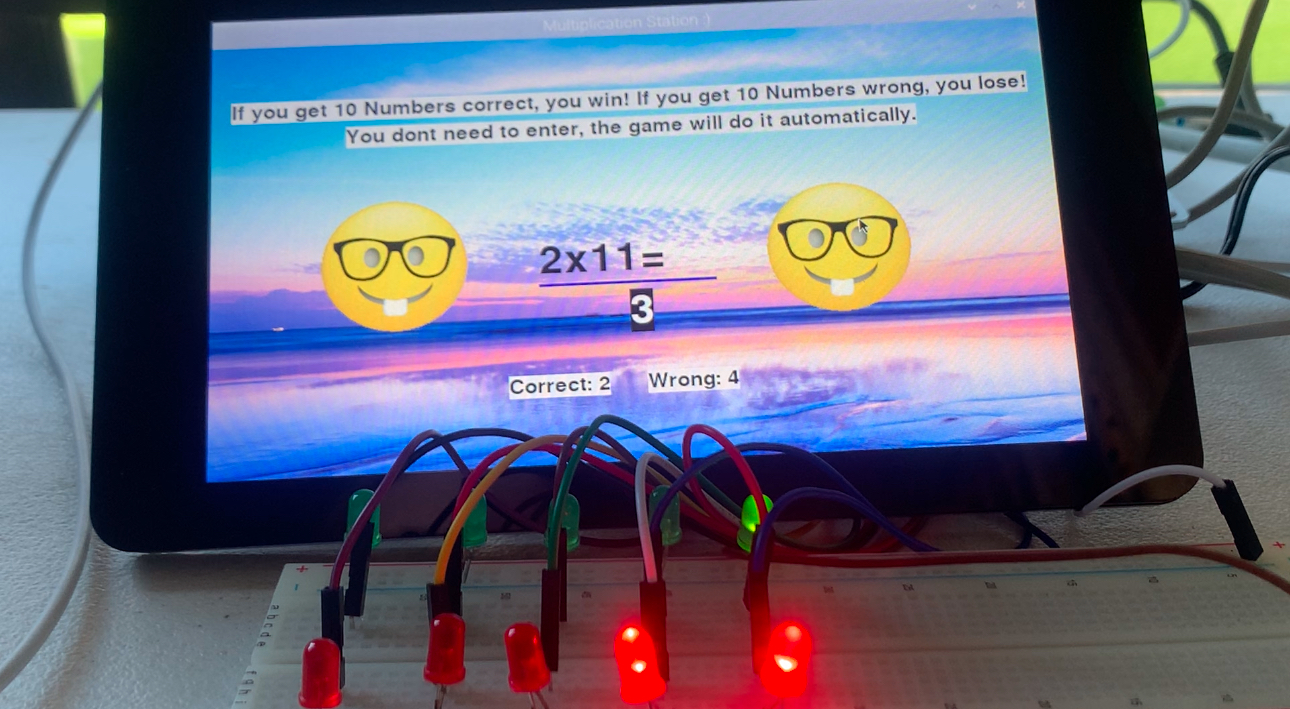 Multiplication Station :)
If you get 10 Numbers correct, you win! If you get 10 Numbers wrong, you lose!
You dont need to enter, the game will do it automatically.
2x11=
3
Correct: 2 Wrong: 4